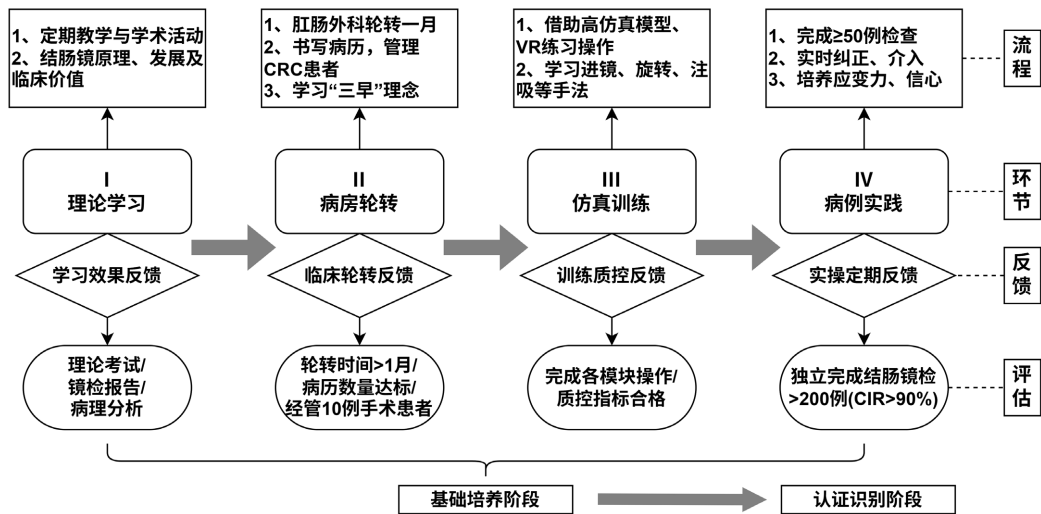 1、定期教学与学术活动
2、结肠镜原理、发展及
临床价值
1、肛肠外科轮转一月
2、书写病历，管理
CRC患者
3、学习“三早”理念
1、借助高仿真模型、
VR练习操作
2、学习进镜、旋转、注
吸等手法
1、完成≥50例检查
2、实时纠正、介入
3、培养应变力、信心
流程
I
理论学习
II
病房轮转
III
仿真训练
IV
病例实践
环节
学习效果反馈
临床轮转反馈
训练质控反馈
实操定期反馈
反馈
理论考试/
镜检报告/
病理分析
轮转时间>1月/
病历数量达标/
经管10例手术患者
完成各模块操作/
质控指标合格
独立完成结肠镜检
>200例(CIR>90%)
评估
基础培养阶段
认证识别阶段